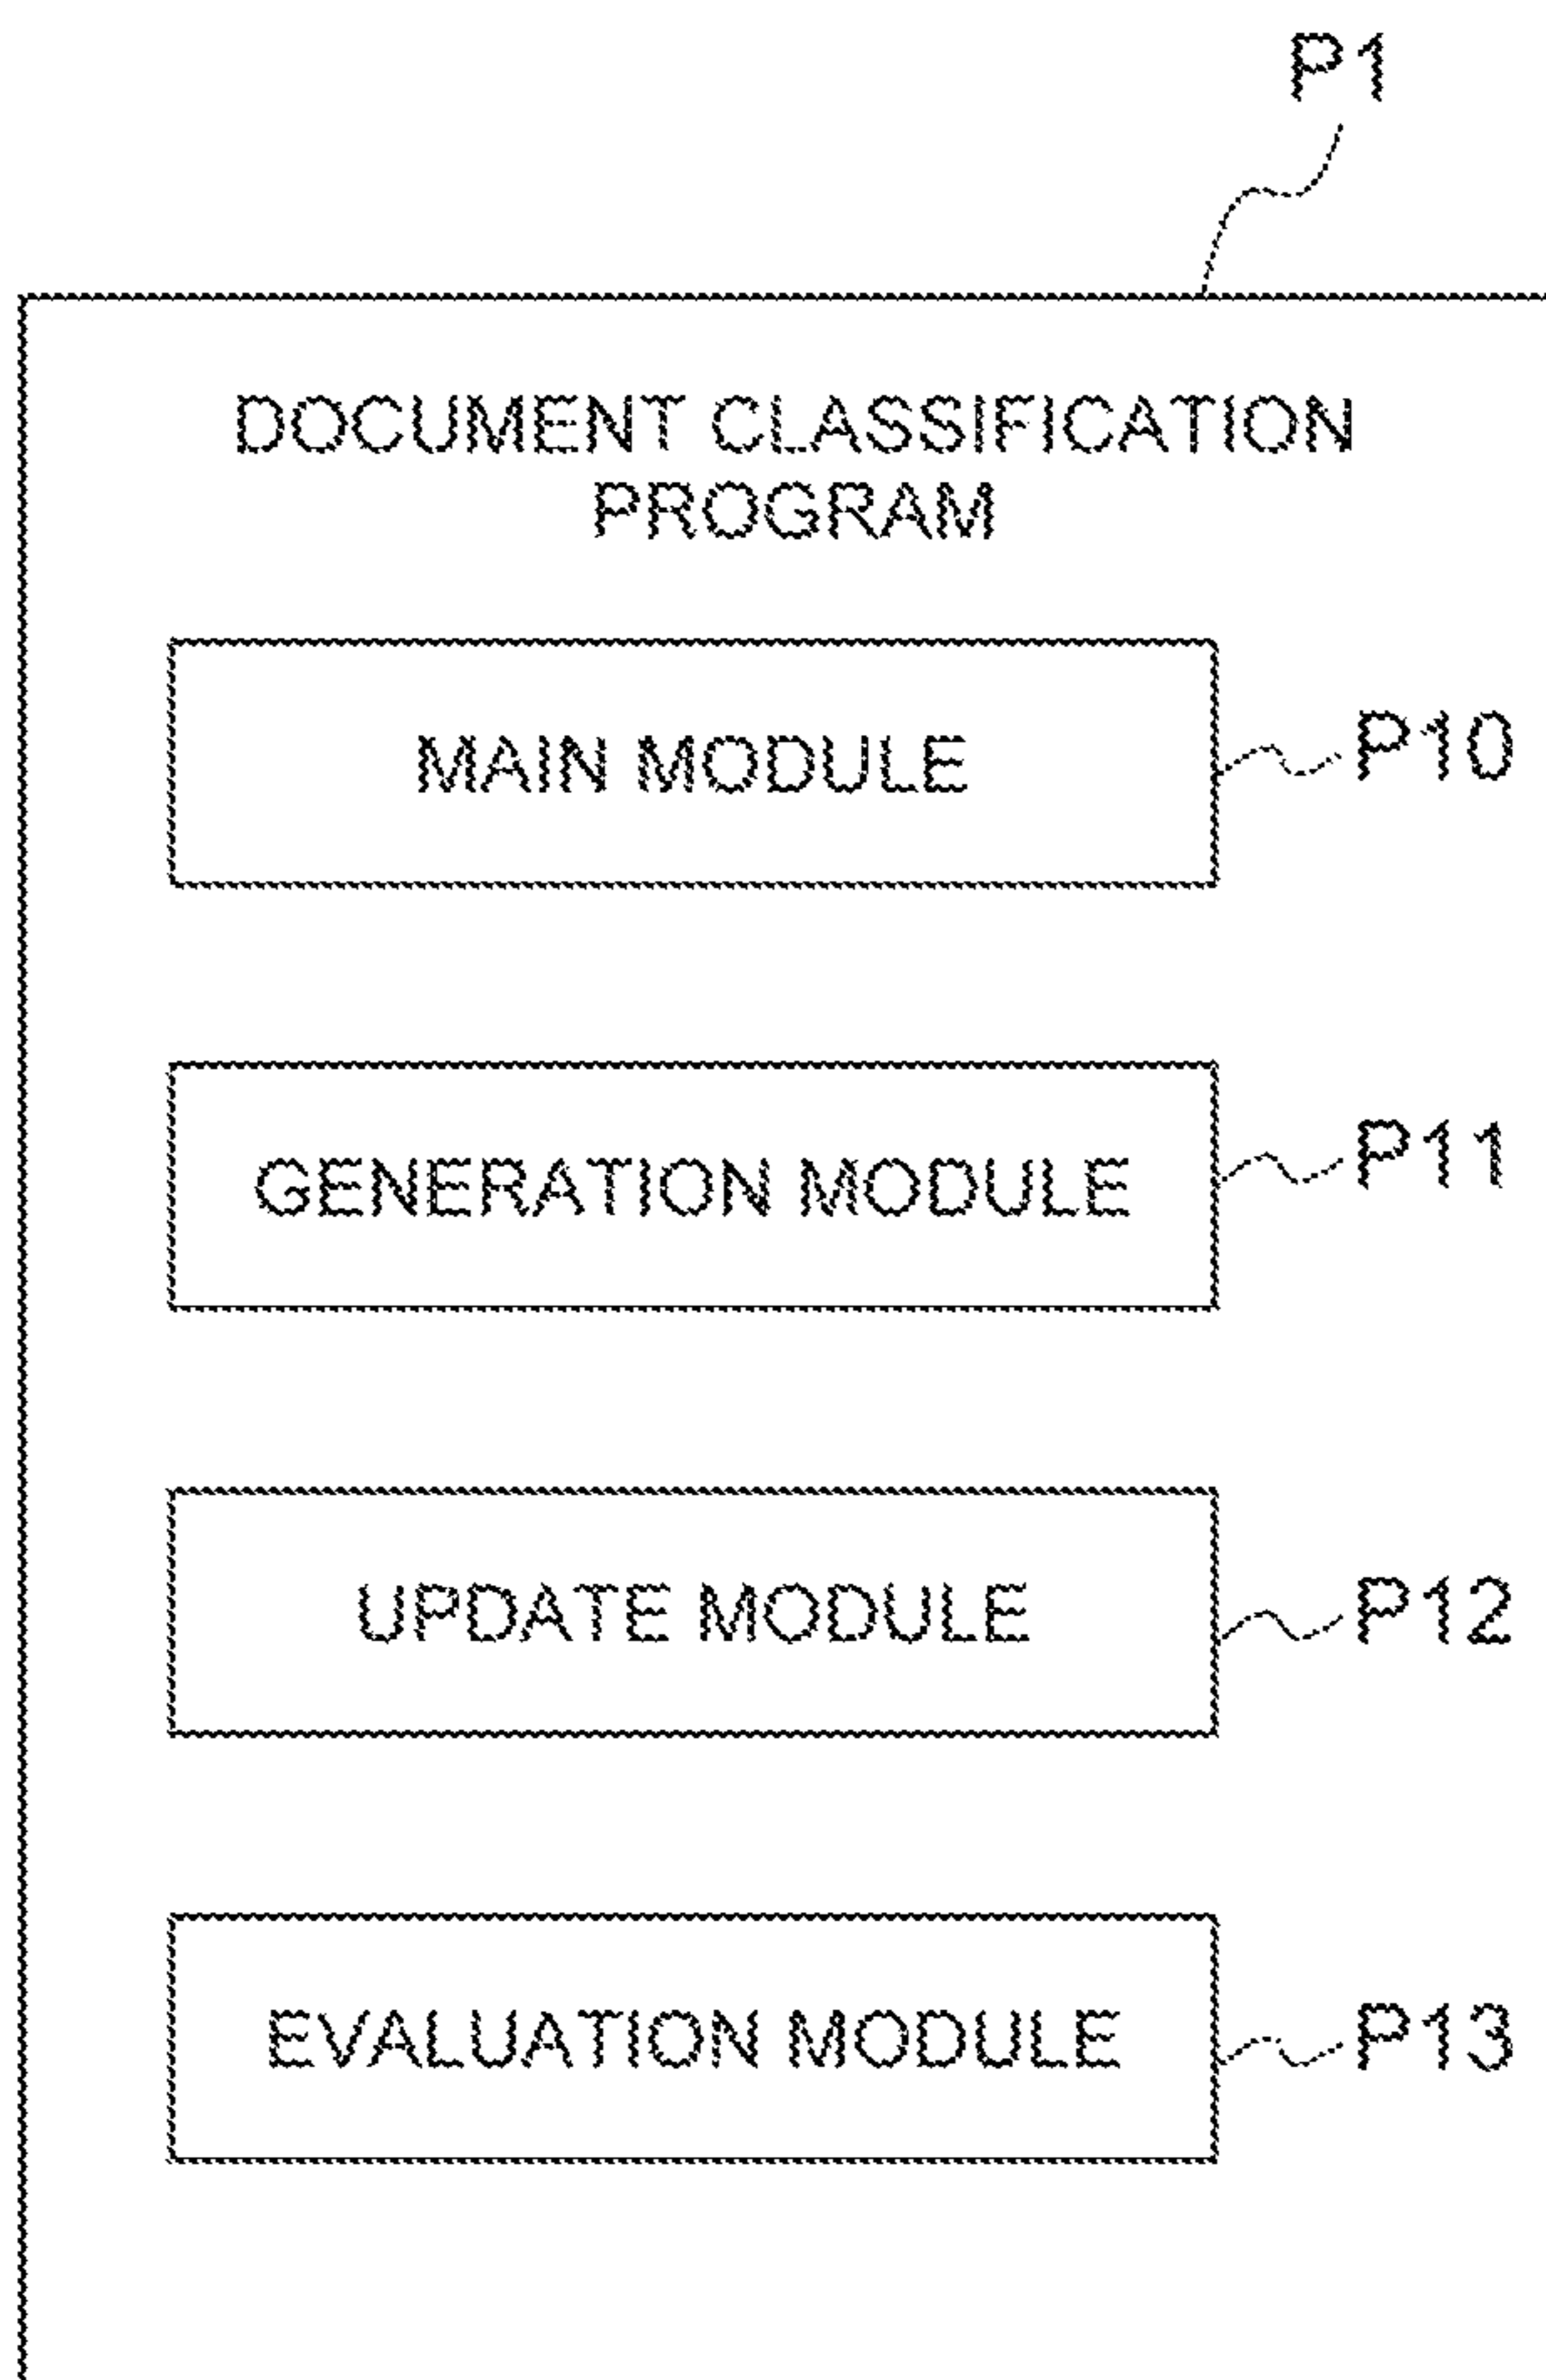 P1
DOCUMENT CLASSIFICATION
PROGRAM
MAIN MODULE
P10
GENERATION MODULE
P11
UPDATE MODULE
P12
EVALUATION MODULE
P13